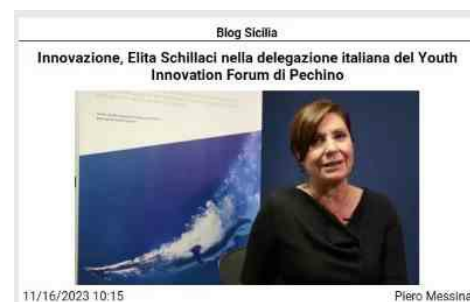 Blog Sicilia
Innovazione, Elita Schillaci nella delegazione italiana del Youth
Innovation Forum di Pechino
11/16/2023 10:15
Piero Messina